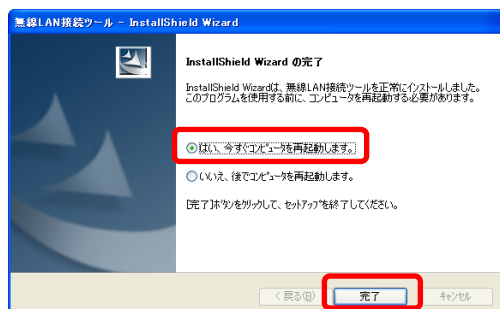 無線LAN接続ツール - InstallShield Wizard
InstallShield Wizard の完了
InstallShield Wizardは、無線LAN接続ツールを正常にインストールしました。
このプログラムを使用する前に、コンピュータを再起動する必要があります。
はい、今すぐコンピュータを再起動します。
いいえ、後でコンピュータを再起動します。
[完了]ボタンをクリックして、セットアップを終了してください。
< 戻る(B)
完了
キャンセル